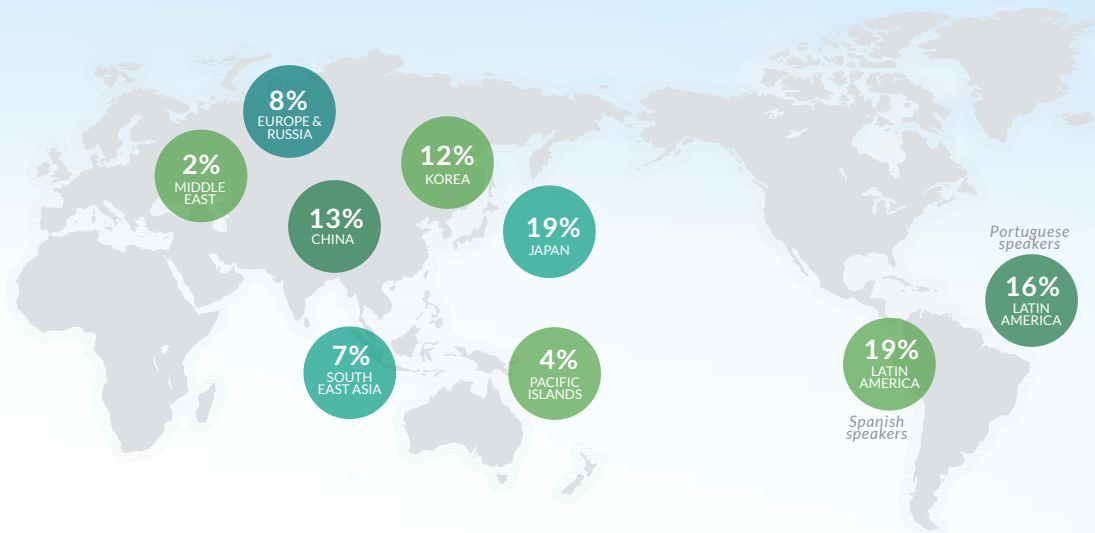 8%
EUROPE &
RUSSIA
2%
MIDDLE
EAST
12%
KOREA
13%
CHINA
19%
JAPAN
7%
SOUTH
EAST ASIA
4%
PACIFIC
ISLANDS
Portuguese
speakers
16%
LATIN
AMERICA
19%
LATIN
AMERICA
Spanish
speakers